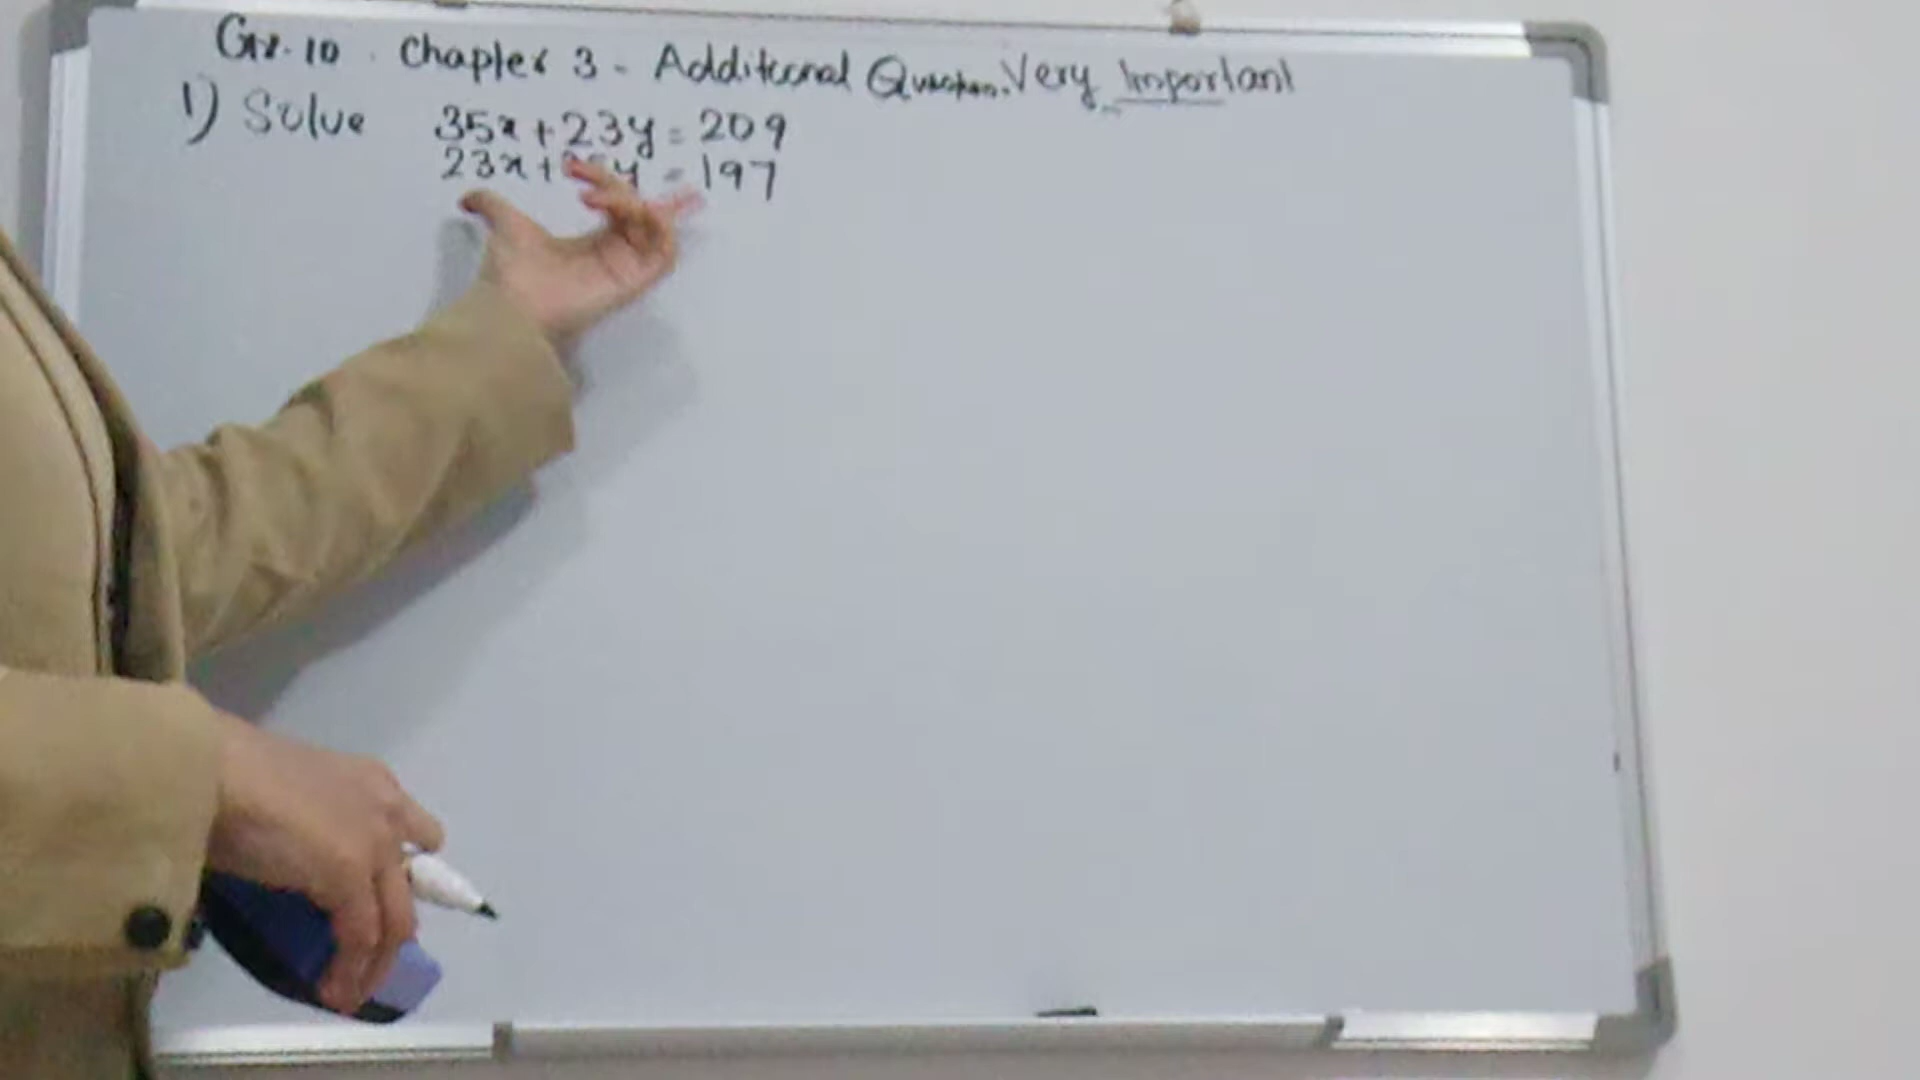 Gr.10. Chapter 3 - Additional Question. Very Important
1) Solve 35x + 23y = 209
23x + y = 197